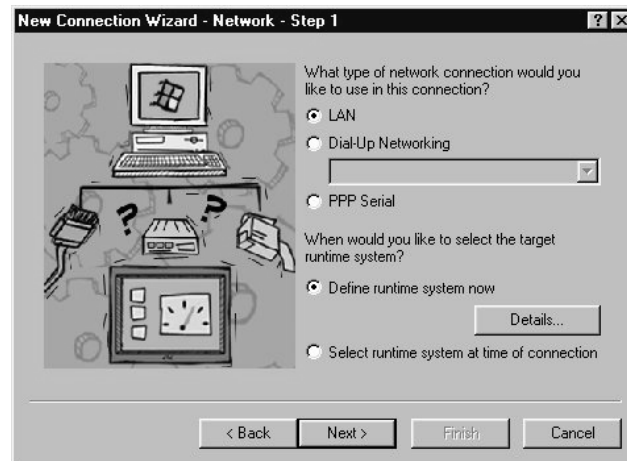 New Connection Wizard - Network - Step 1
What type of network connection would you
like to use in this connection?
LAN
Dial-Up Networking
PPP Serial
When would you like to select the target
runtime system?
Define runtime system now
Details...
Select runtime system at time of connection
< Back
Next >
Finish
Cancel